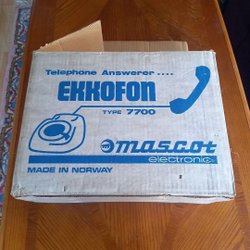 Telephone Answerer ....
EKKOFON
TYPE 7700
mascot
electronic
MADE IN NORWAY